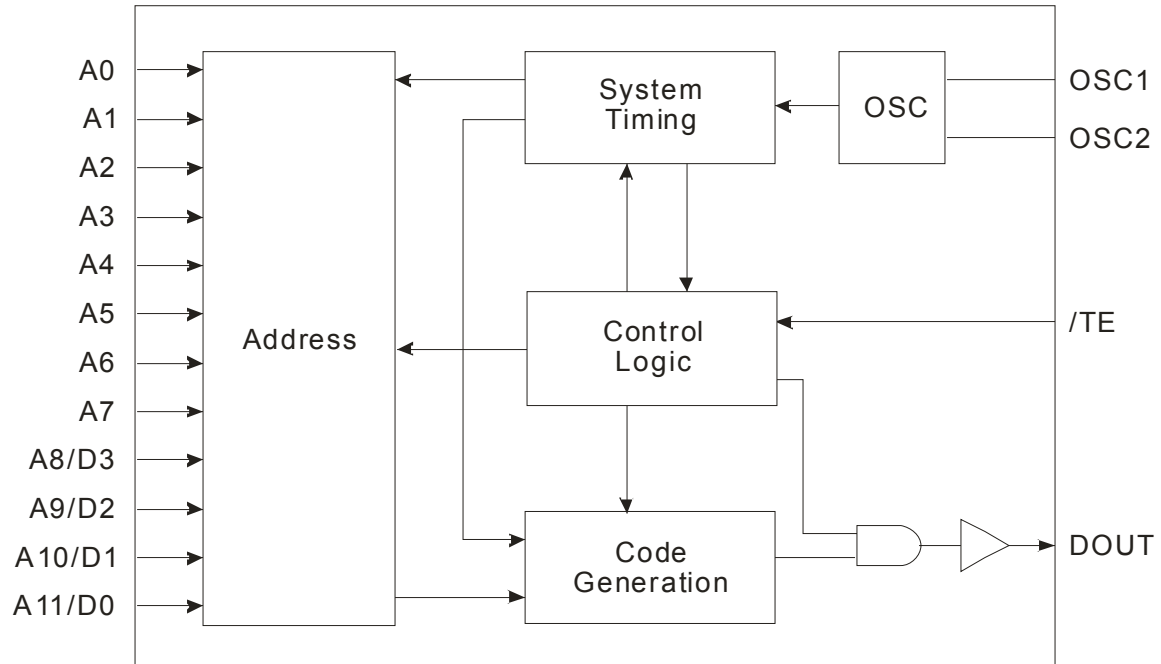 A0
A1
A2
A3
A4
A5
A6
A7
A8/D3
A9/D2
A10/D1
A11/D0
Address
System
Timing
OSC
OSC1
OSC2
Control
Logic
/TE
Code
Generation
DOUT